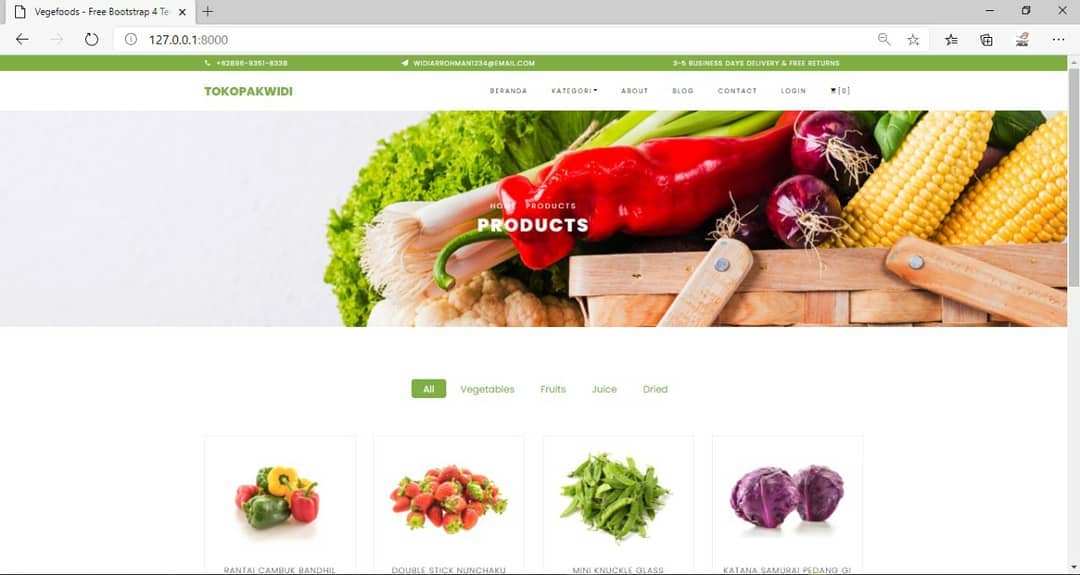 Vegefoods - Free Bootstrap 4 Te
127.0.0.1:8000
+62896-9351-6338 WIDIARROHMAN1234@EMAIL.COM 3-5 BUSINESS DAYS DELIVERY & FREE RETURNS
TOKOPAKWIDI BERANDA KATEGORI ABOUT BLOG CONTACT LOGIN [0]
HOME PRODUCTS
PRODUCTS
All Vegetables Fruits Juice Dried
RANTAI CAMBUK BANDHIL DOUBLE STICK NUNCHAKU MINI KNUCKLE GLASS KATANA SAMURAI PEDANG GI